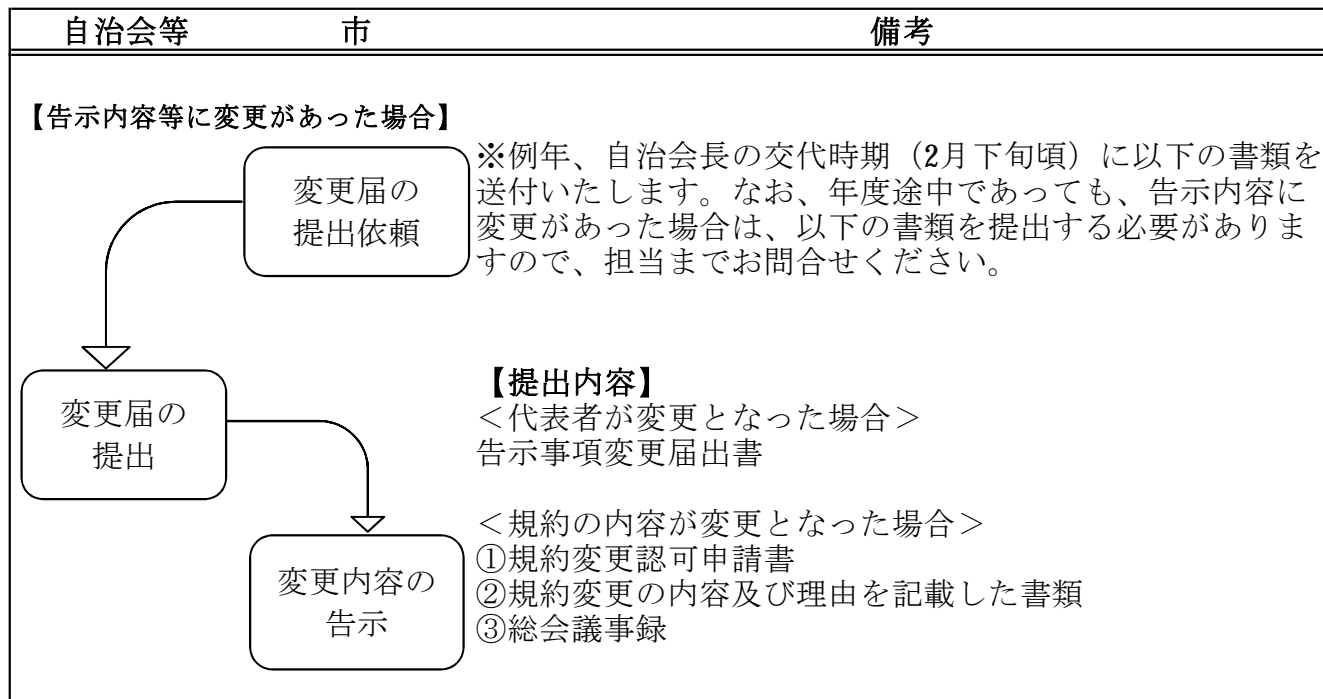 自治会等 市 備考
【告示内容等に変更があった場合】
変更届の
提出依頼
※例年、自治会長の交代時期（2月下旬頃）に以下の書類を
送付いたします。なお、年度途中であっても、告示内容に
変更があった場合は、以下の書類を提出する必要がありま
すので、担当までお問合せください。
変更届の
提出
【提出内容】
＜代表者が変更となった場合＞
告示事項変更届出書
＜規約の内容が変更となった場合＞
①規約変更認可申請書
②規約変更の内容及び理由を記載した書類
③総会議事録
変更内容の
告示